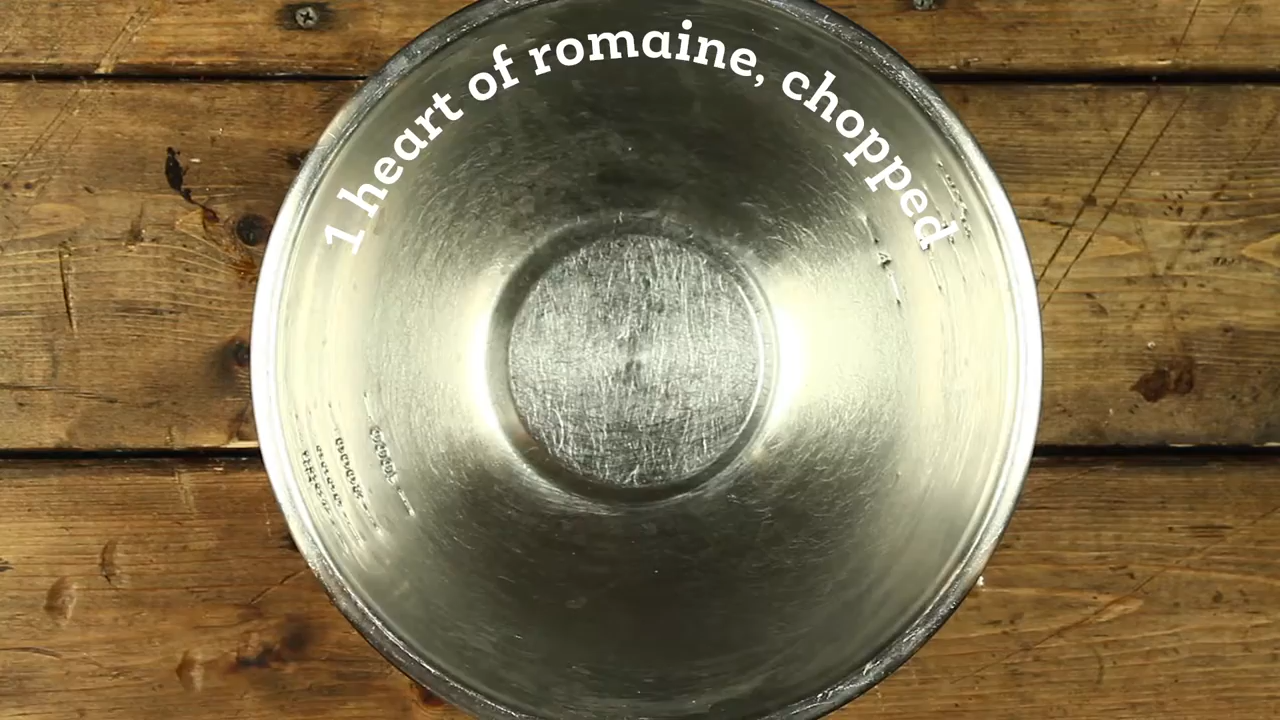 1 heart of romaine, chopped